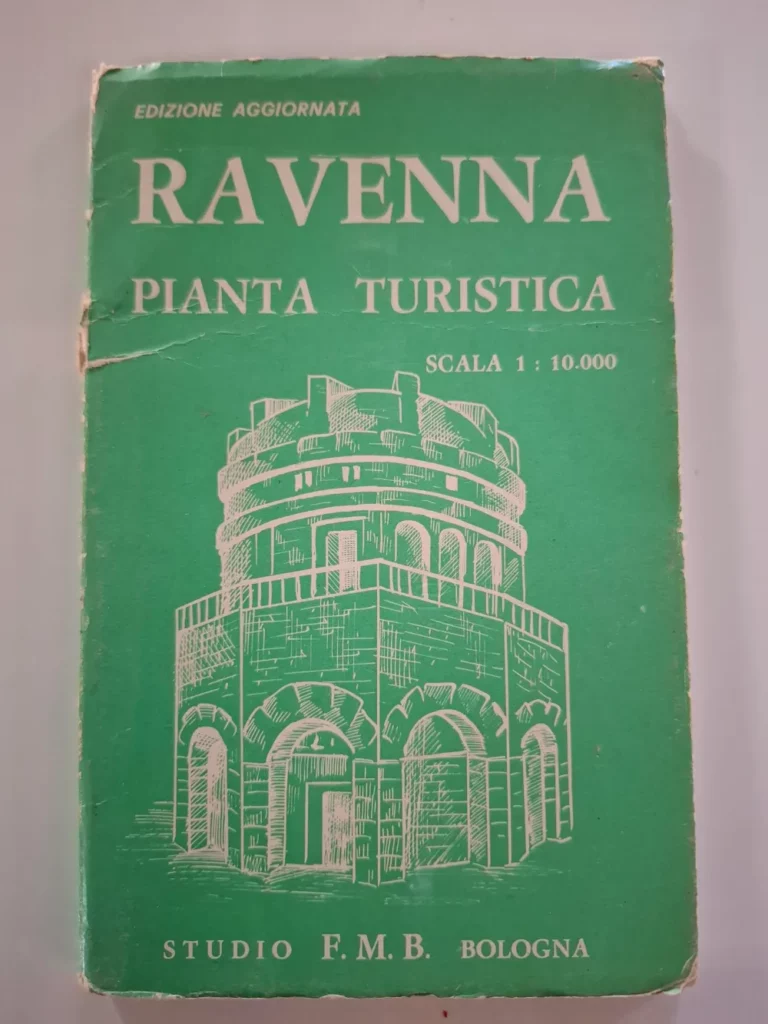 EDIZIONE AGGIORNATA
RAVENNA
PIANTA TURISTICA
SCALA 1 : 10.000
STUDIO F. M. B. BOLOGNA